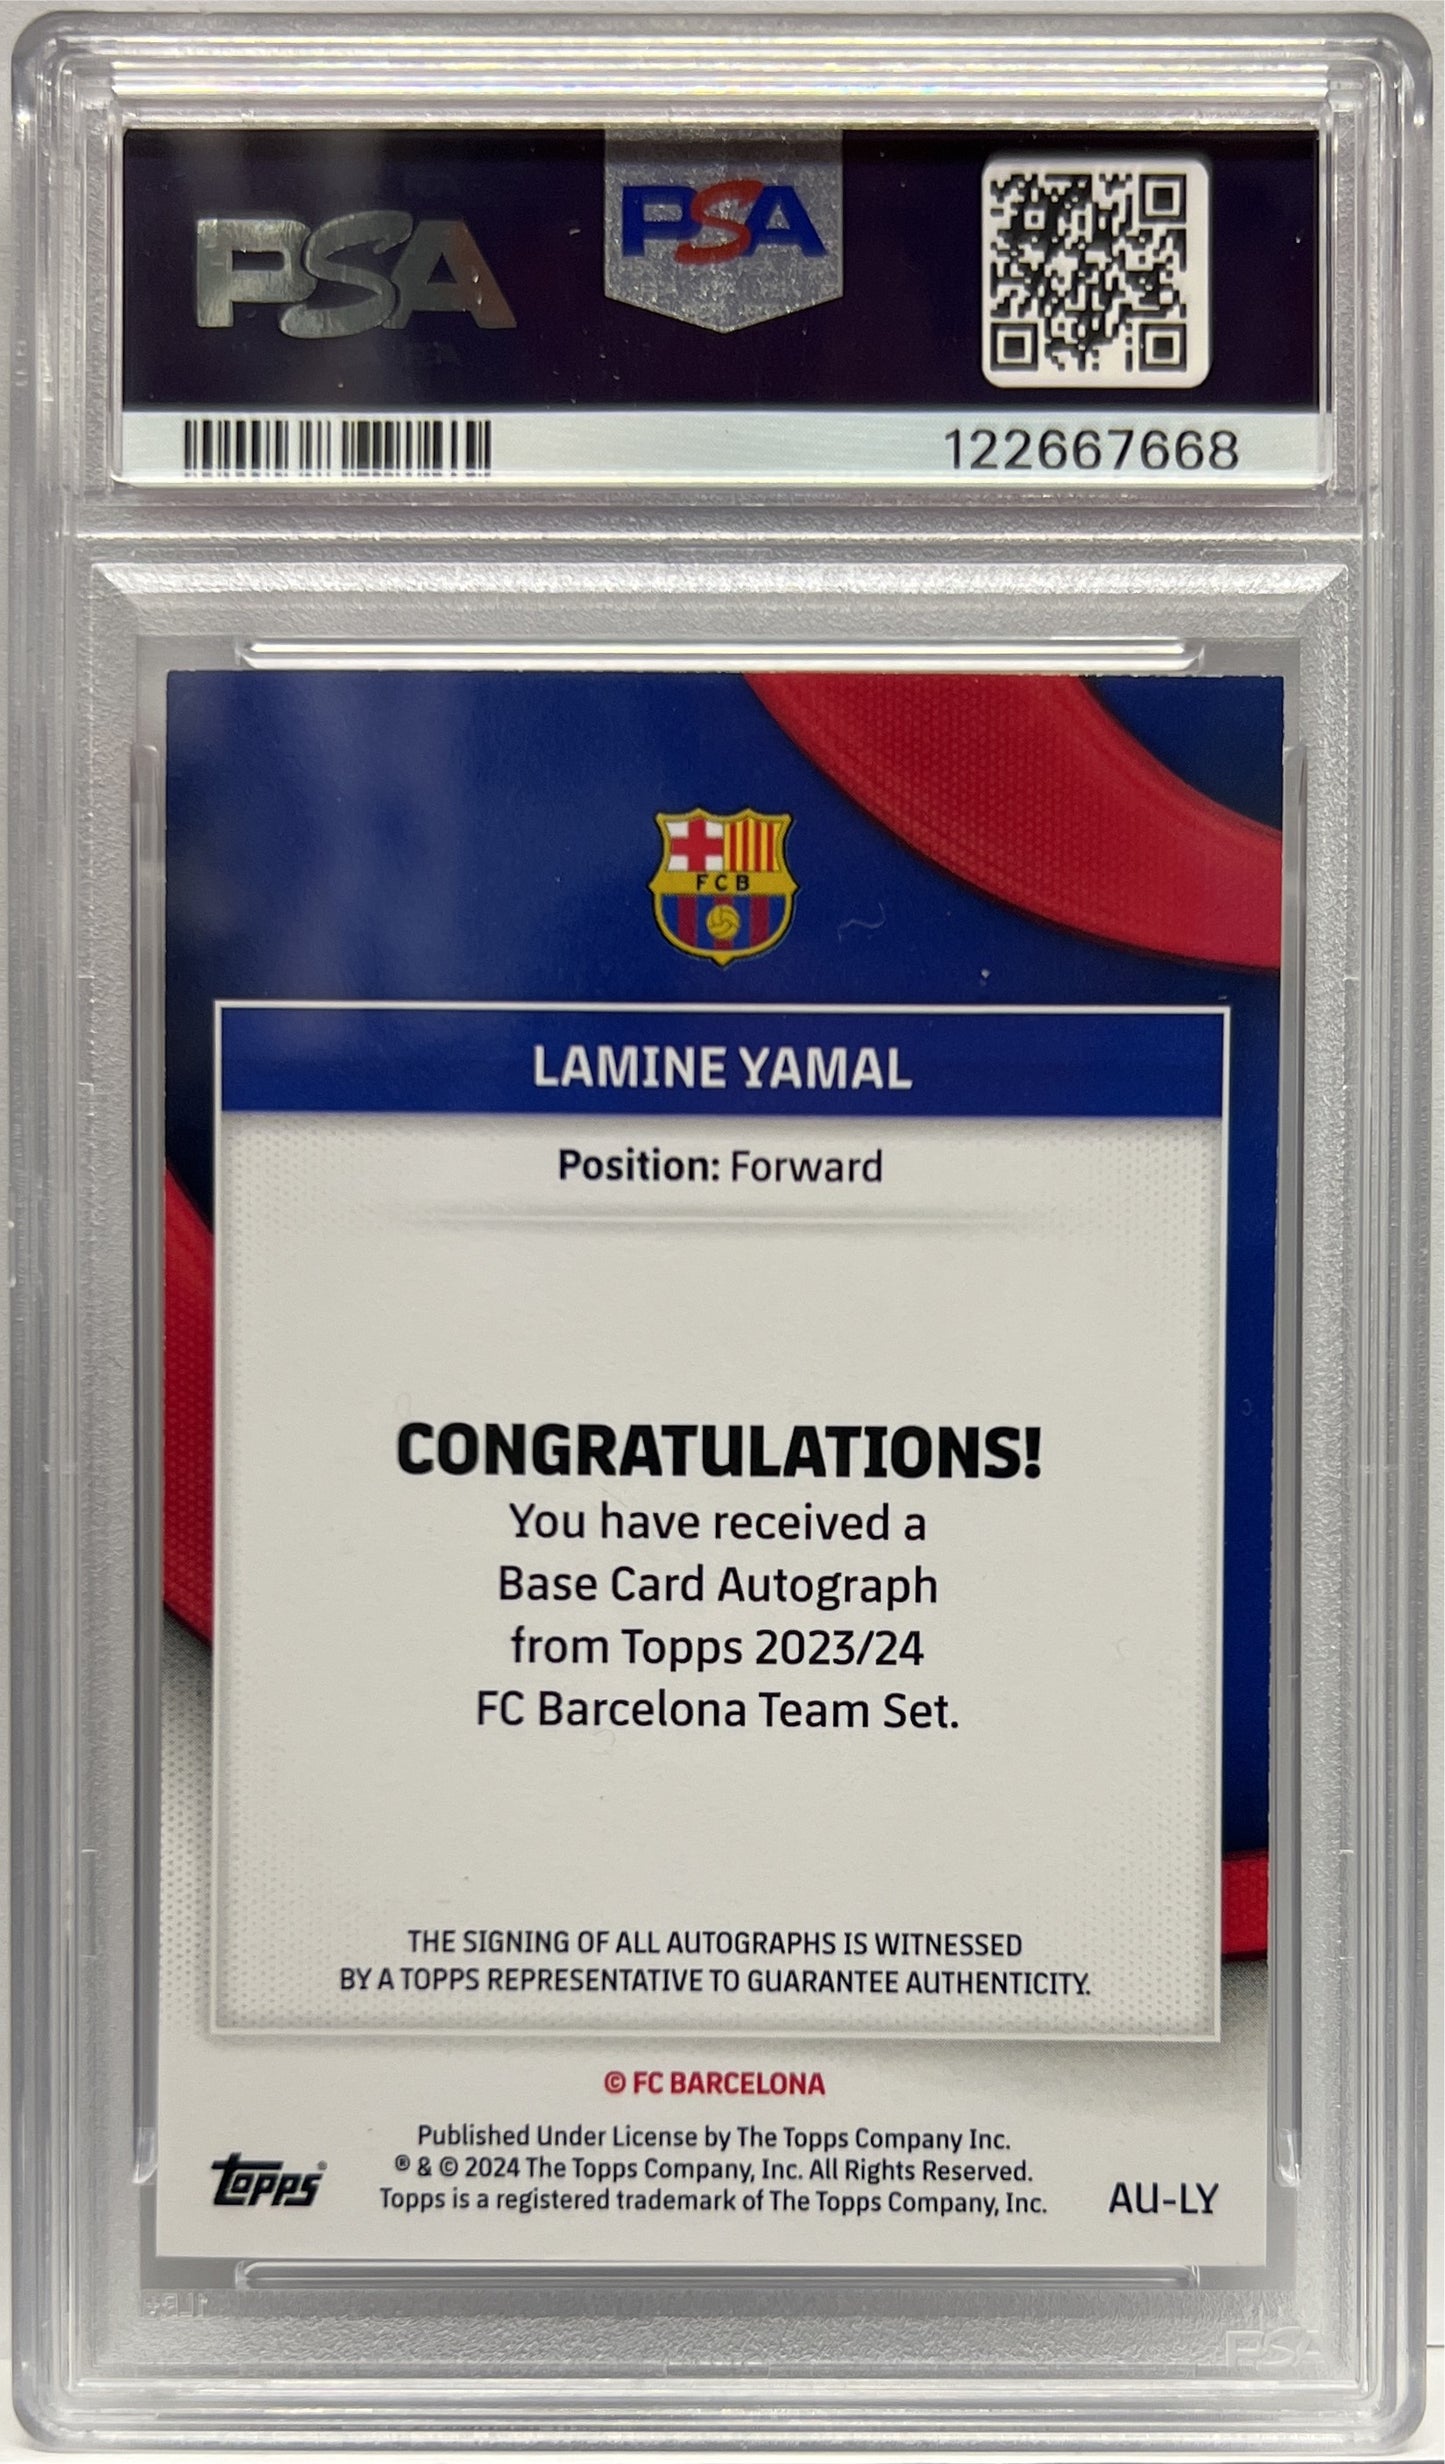 PSA
PSA
122667668
FCB
LAMINE YAMAL
Position: Forward
CONGRATULATIONS!
You have received a
Base Card Autograph
from Topps 2023/24
FC Barcelona Team Set.
THE SIGNING OF ALL AUTOGRAPHS IS WITNESSED
BY A TOPPS REPRESENTATIVE TO GUARANTEE AUTHENTICITY.
© FC BARCELONA
Published Under License by The Topps Company Inc.
® & © 2024 The Topps Company, Inc. All Rights Reserved.
Topps is a registered trademark of The Topps Company, Inc.
Topps®
AU-LY
PSA